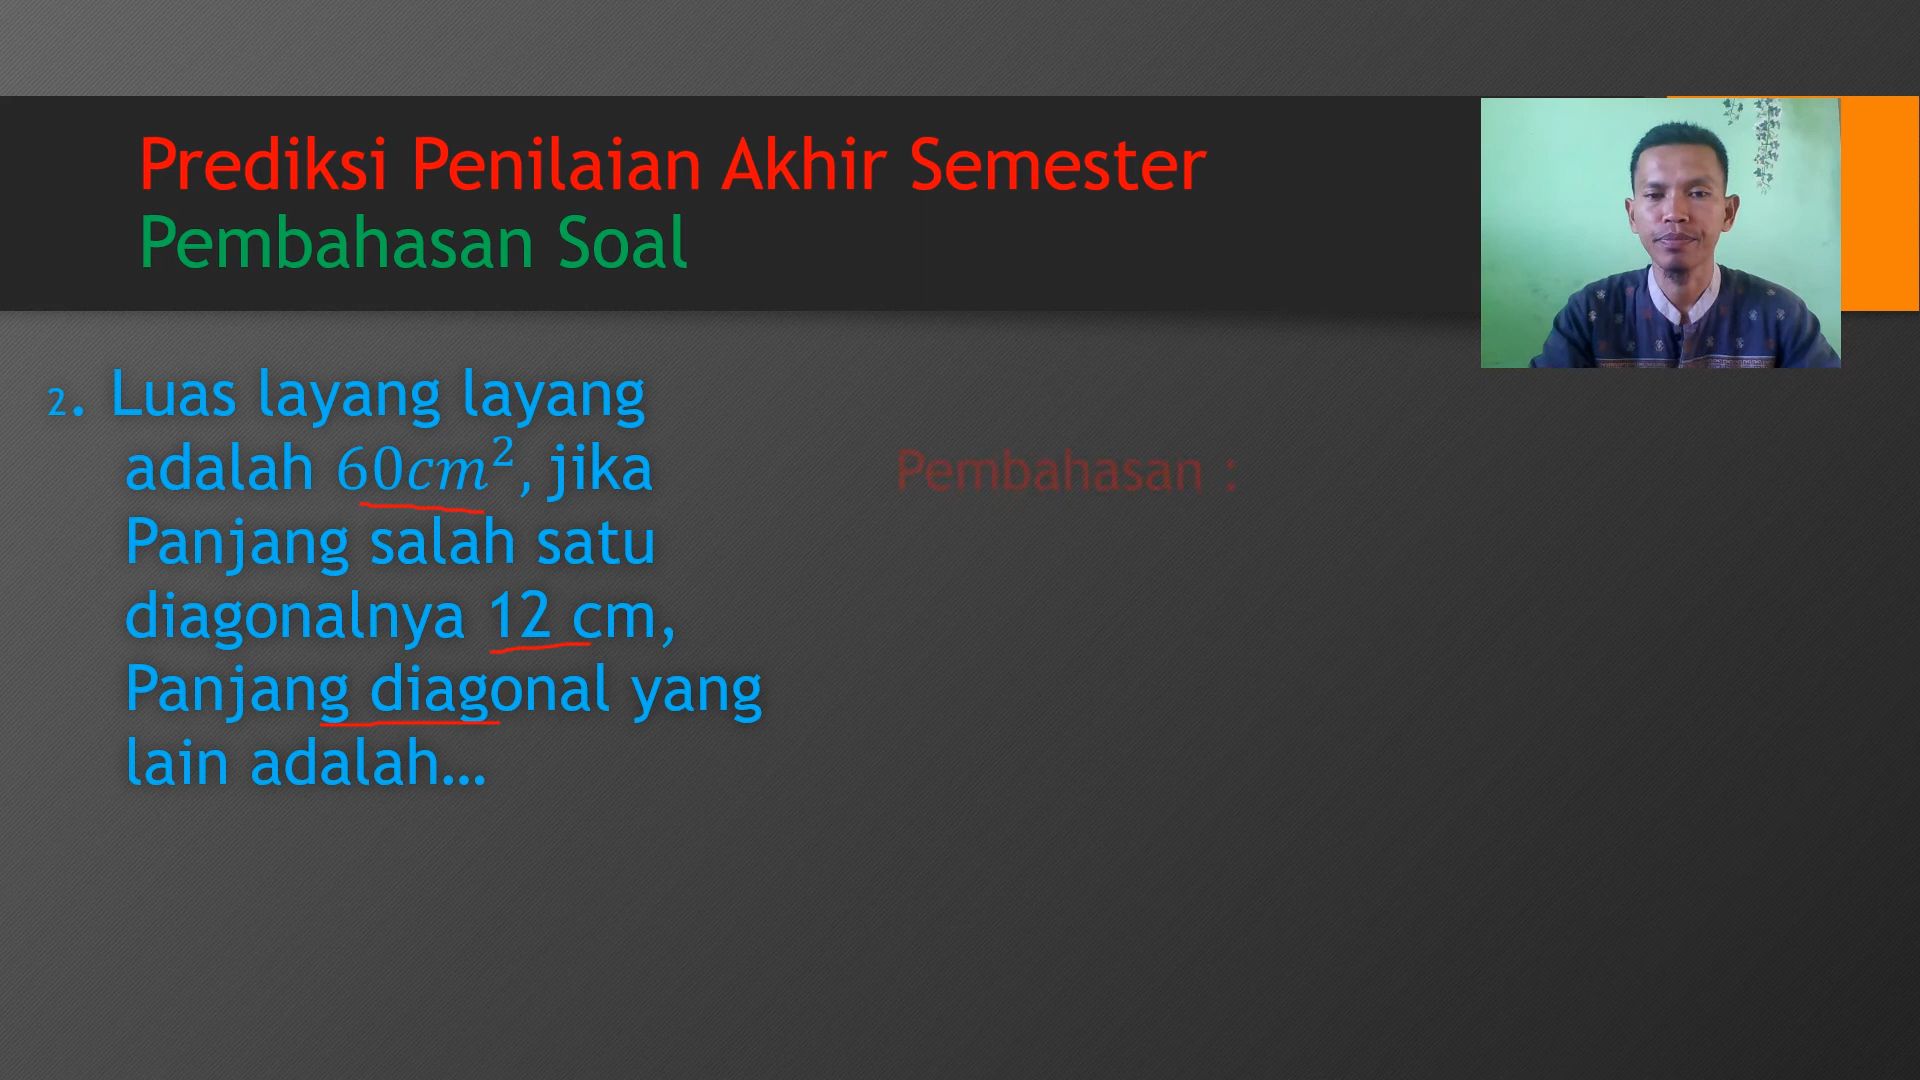 Prediksi Penilaian Akhir Semester
Pembahasan Soal
2. Luas layang layang
adalah 60cm², jika
Panjang salah satu
diagonalnya 12 cm,
Panjang diagonal yang
lain adalah...
Pembahasan :